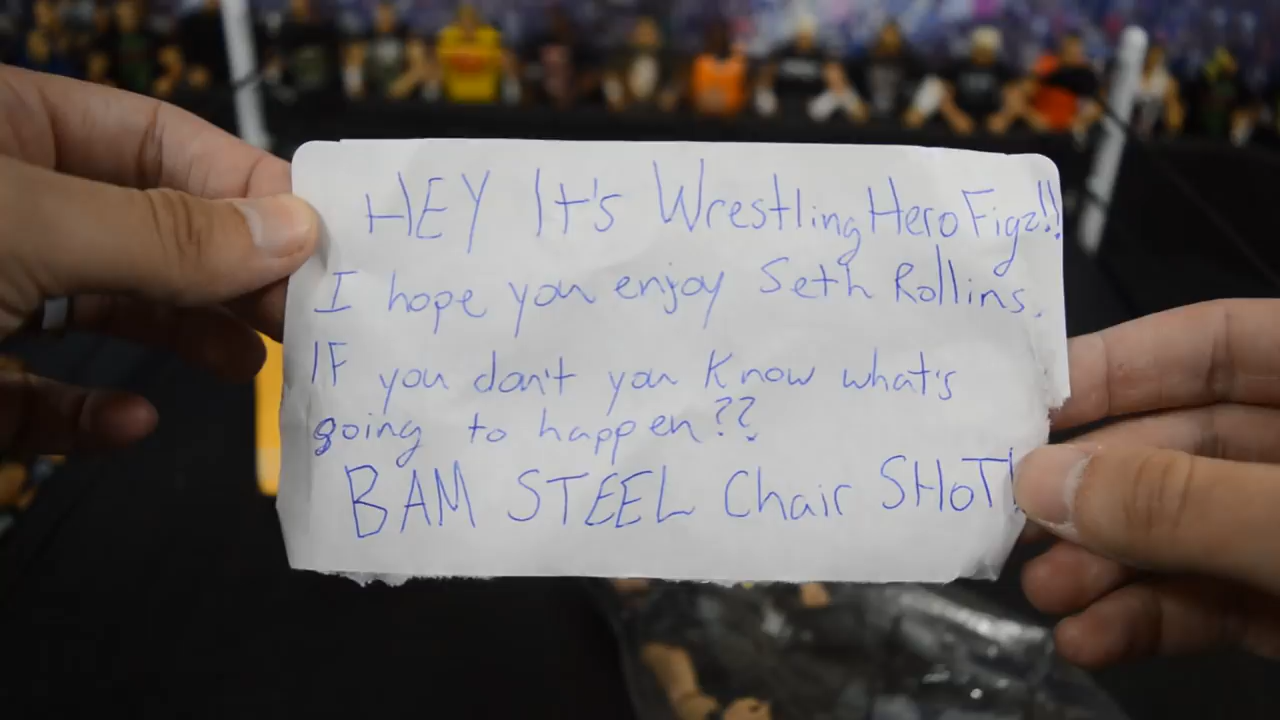 HEY It's WrestlingHeroFigz!!
I hope you enjoy Seth Rollins.
IF you don't you Know what's
going to happen??
BAM STEEL Chair SHOT!